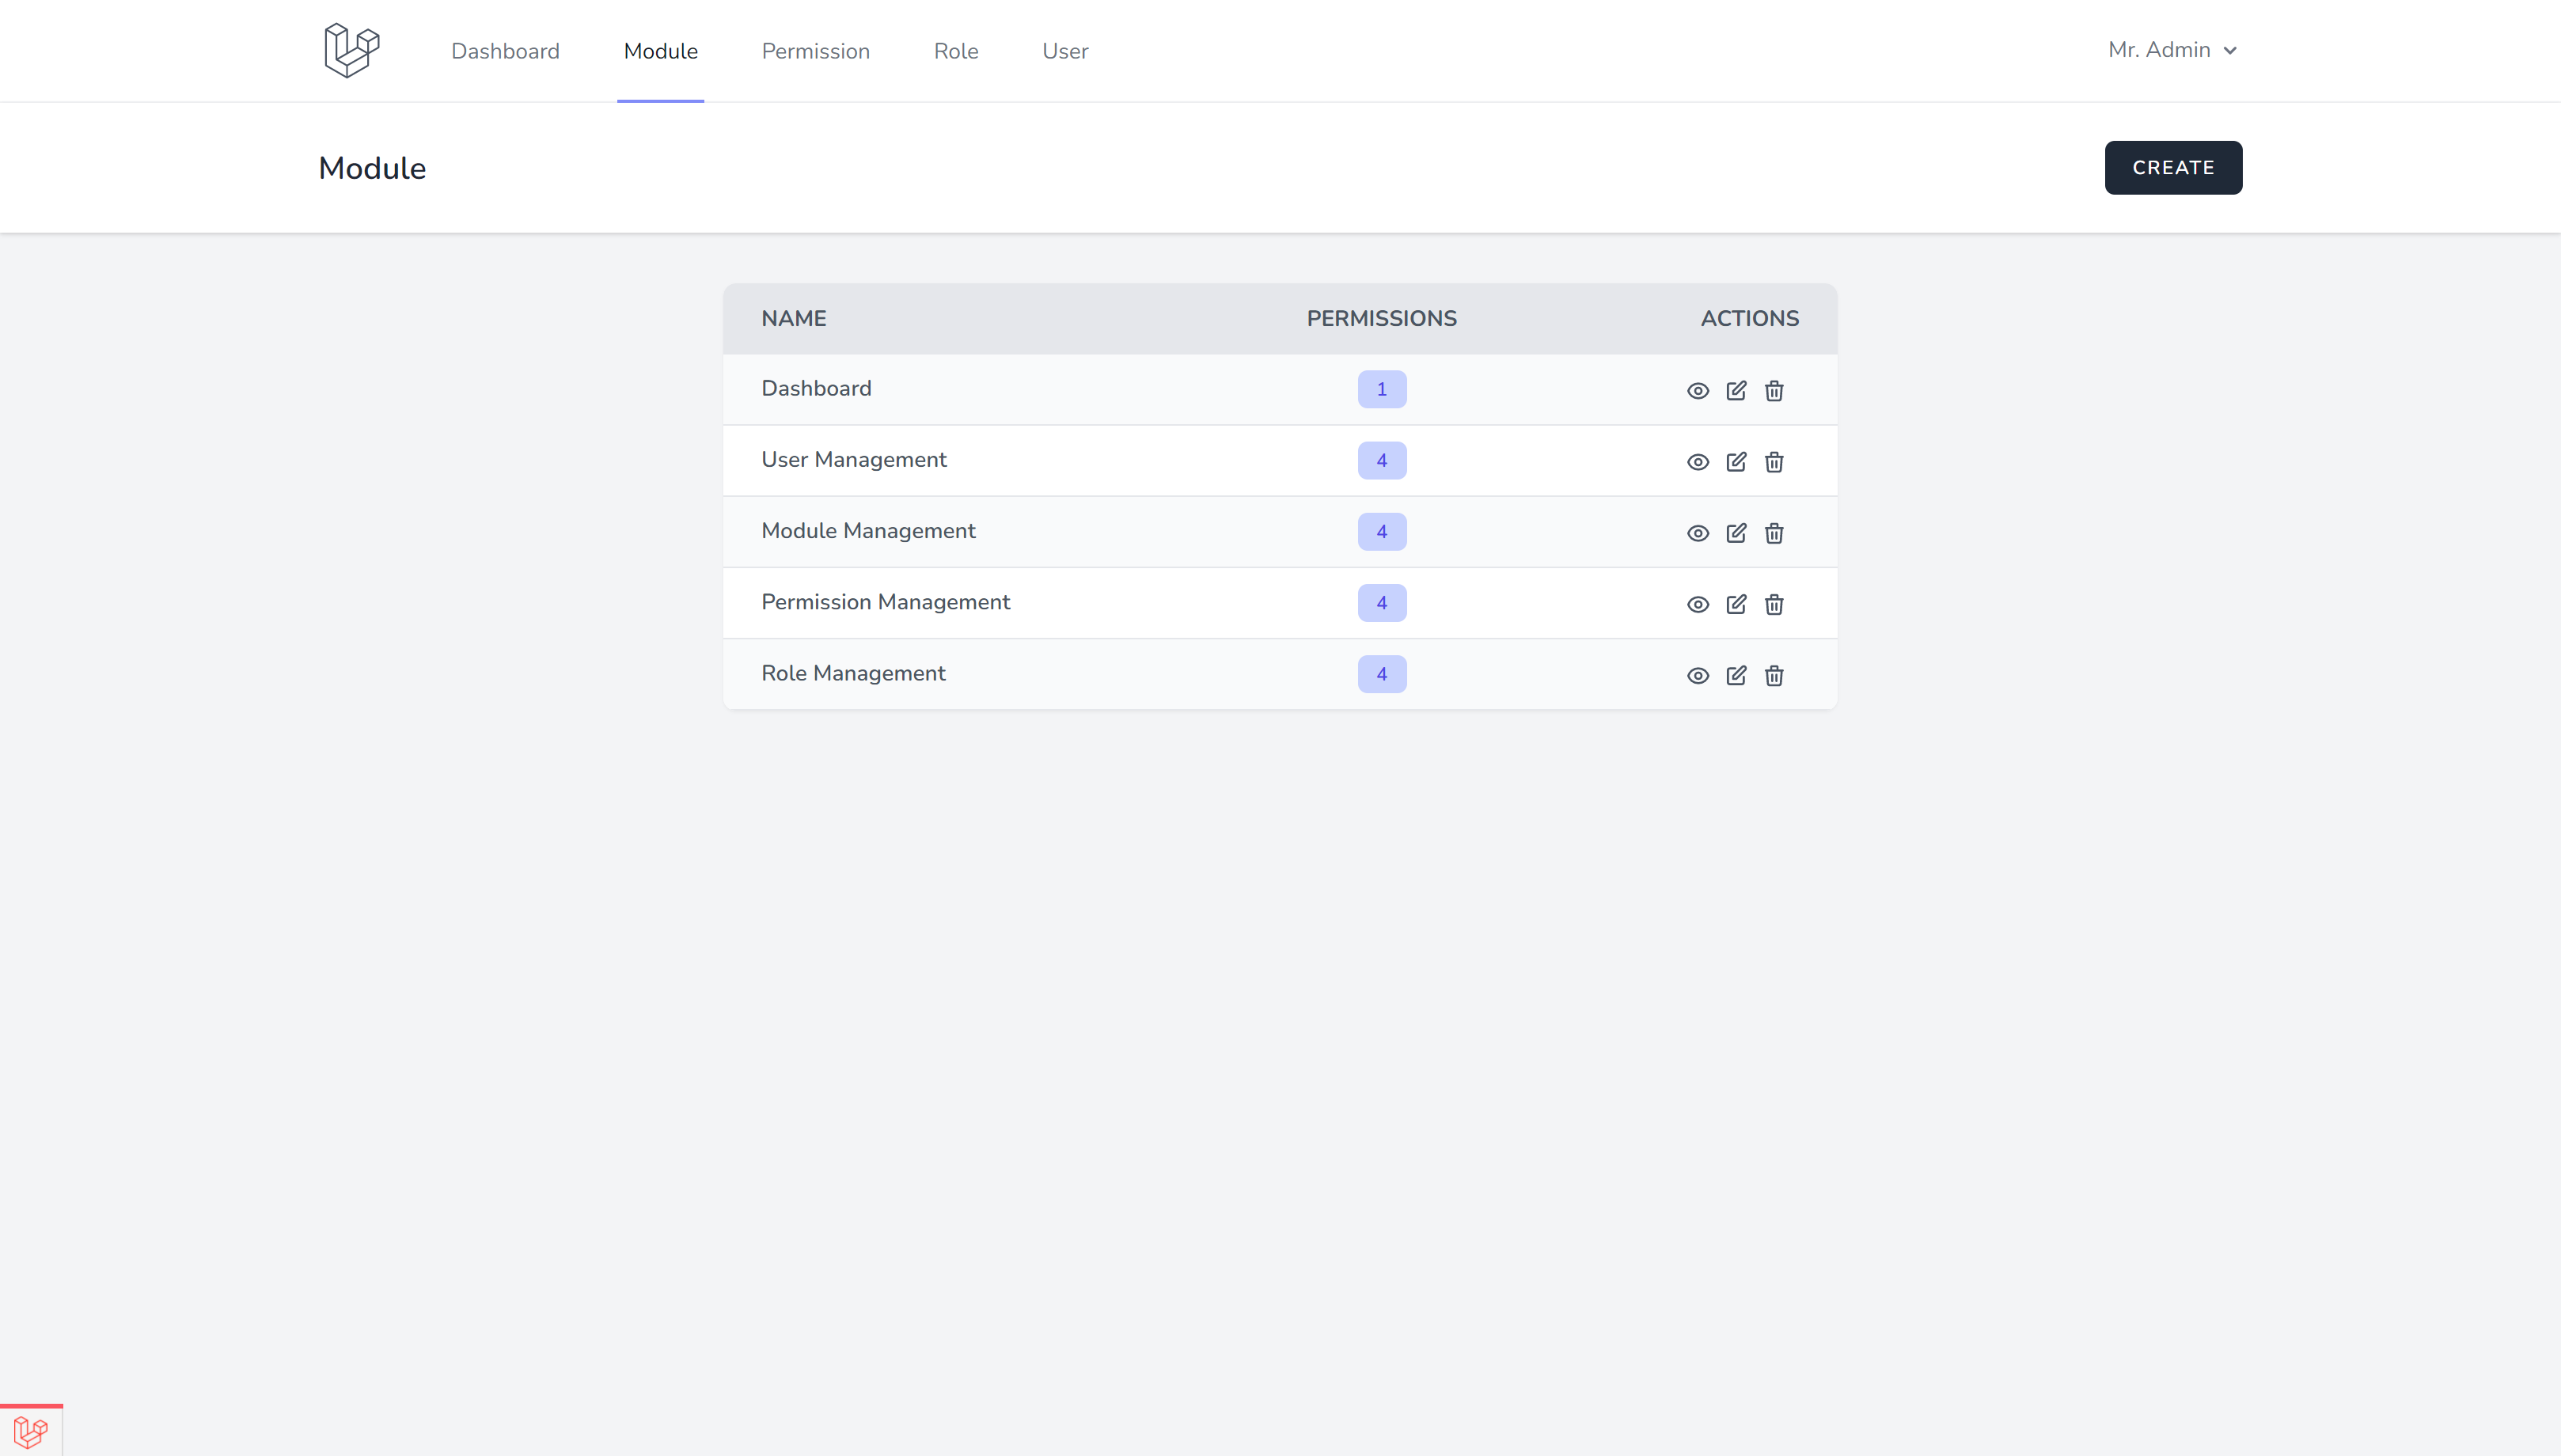 Dashboard Module Permission Role User Mr. Admin
Module CREATE
NAME PERMISSIONS ACTIONS
Dashboard 1
User Management 4
Module Management 4
Permission Management 4
Role Management 4